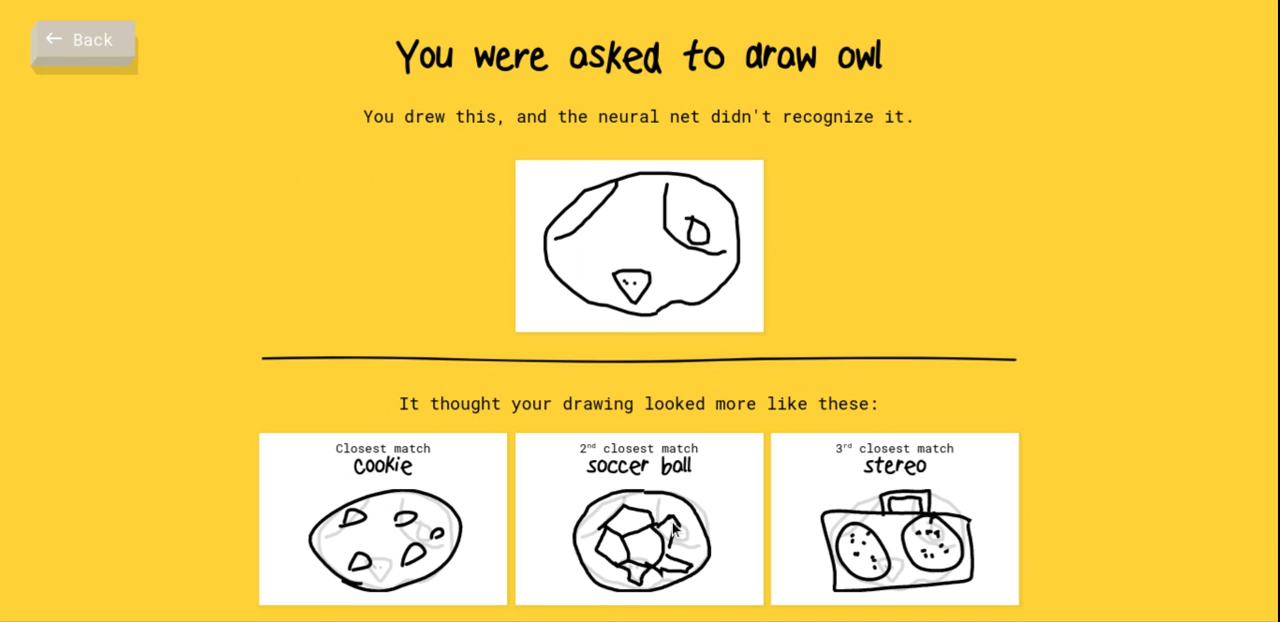 ← Back
You were asked to draw owl
You drew this, and the neural net didn't recognize it.
It thought your drawing looked more like these:
Closest match
cookie
2nd closest match
soccer ball
3rd closest match
stereo